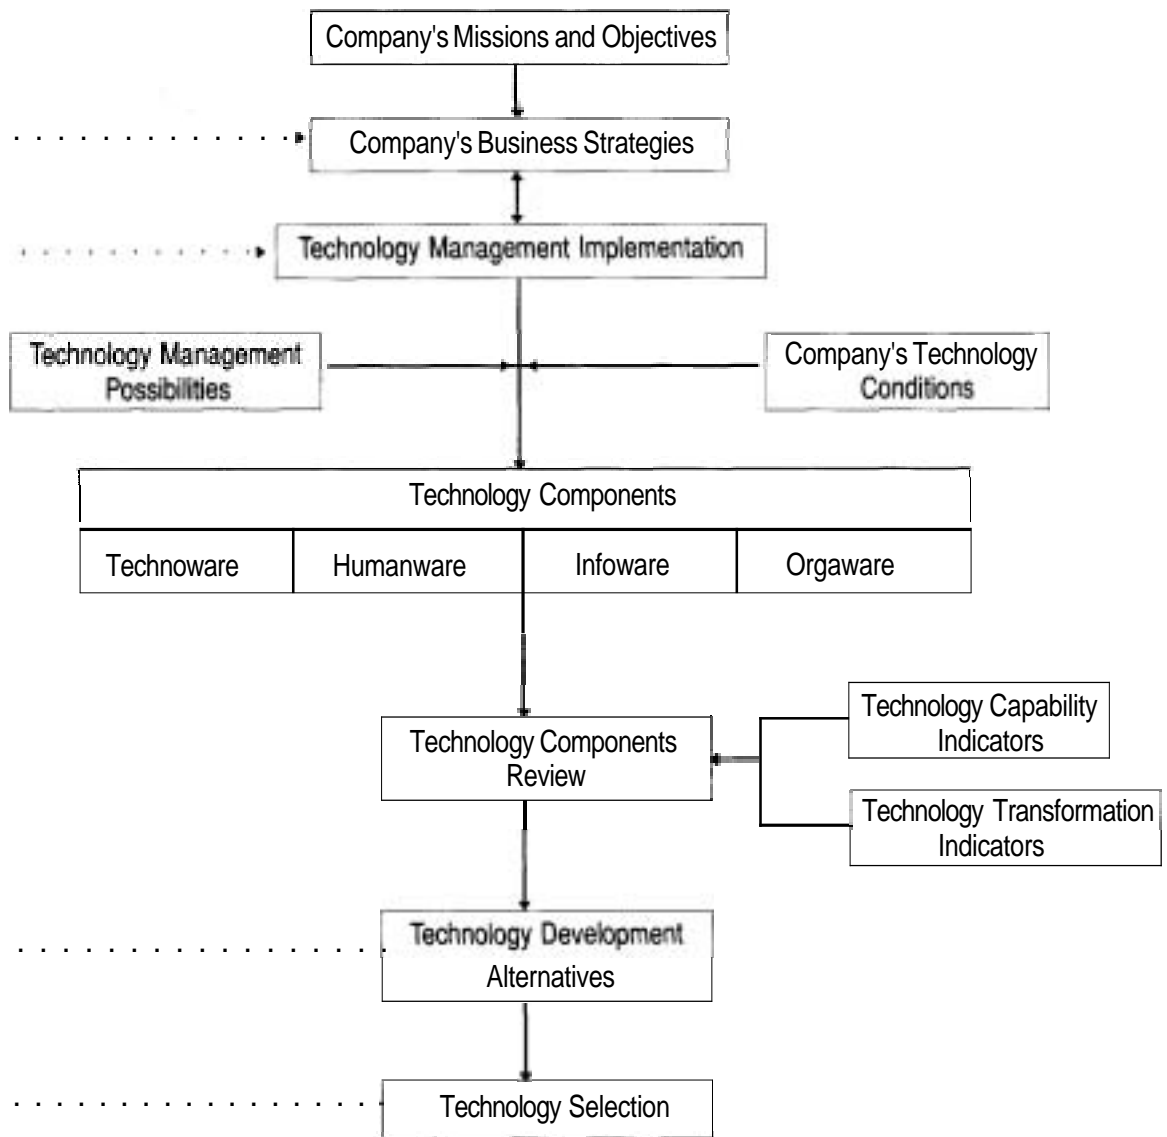 Company's Missions and Objectives
Company's Business Strategies
Technology Management Implementation
Technology Management
Possibilities
Company's Technology
Conditions
Technology Components
Technoware
Humanware
Infoware
Orgaware
Technology Components
Review
Technology Capability
Indicators
Technology Transformation
Indicators
Technology Development
Alternatives
Technology Selection